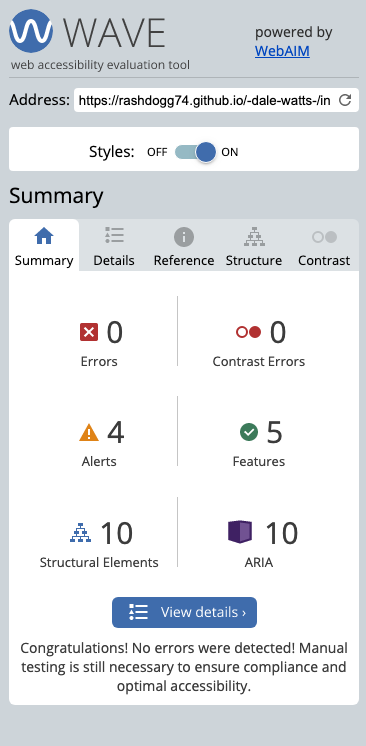 WAVE
web accessibility evaluation tool
powered by
WebAIM
Address: https://rashdogg74.github.io/-dale-watts-/in
Styles: OFF ON
Summary
Summary Details Reference Structure Contrast
0 0
Errors Contrast Errors
4 5
Alerts Features
10 10
Structural Elements ARIA
View details ›
Congratulations! No errors were detected! Manual
testing is still necessary to ensure compliance and
optimal accessibility.